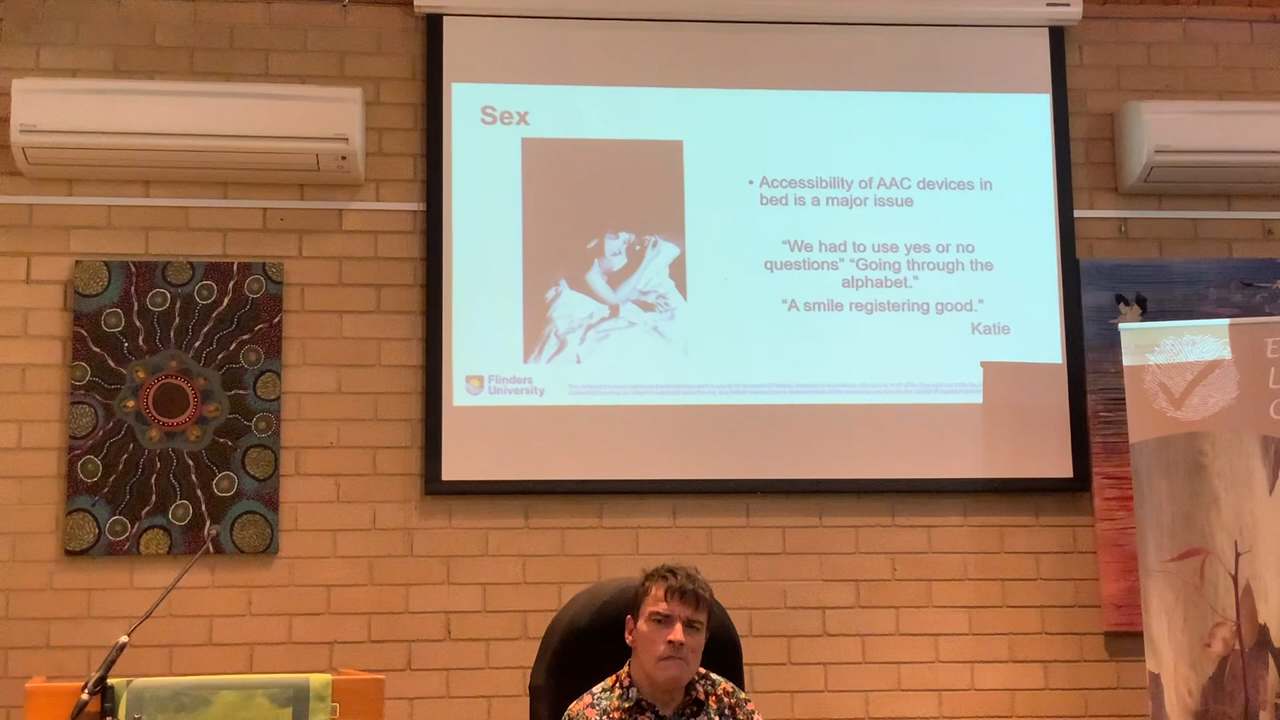 Sex
• Accessibility of AAC devices in
bed is a major issue
“We had to use yes or no
questions” “Going through the
alphabet.”
“A smile registering good.”
Katie
Flinders
University
E
L
C